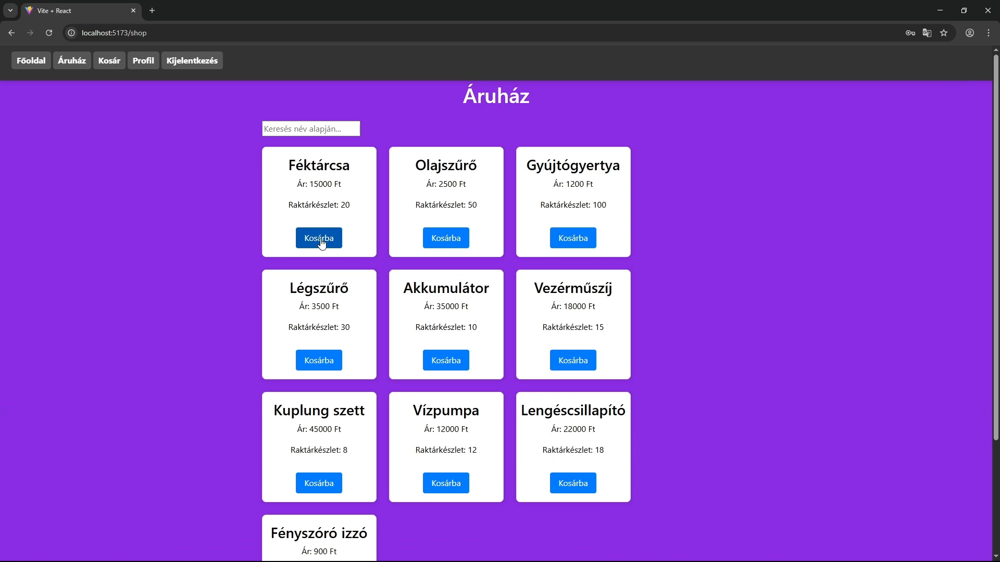 Vite + React
localhost:5173/shop
Főoldal Áruház Kosár Profil Kijelentkezés
Áruház
Keresés név alapján...
Féktárcsa
Ár: 15000 Ft
Raktárkészlet: 20
Kosárba
Olajszűrő
Ár: 2500 Ft
Raktárkészlet: 50
Kosárba
Gyújtógyertya
Ár: 1200 Ft
Raktárkészlet: 100
Kosárba
Légszűrő
Ár: 3500 Ft
Raktárkészlet: 30
Kosárba
Akkumulátor
Ár: 35000 Ft
Raktárkészlet: 10
Kosárba
Vezérműszíj
Ár: 18000 Ft
Raktárkészlet: 15
Kosárba
Kuplung szett
Ár: 45000 Ft
Raktárkészlet: 8
Kosárba
Vízpumpa
Ár: 12000 Ft
Raktárkészlet: 12
Kosárba
Lengéscsillapító
Ár: 22000 Ft
Raktárkészlet: 18
Kosárba
Fényszóró izzó
Ár: 900 Ft